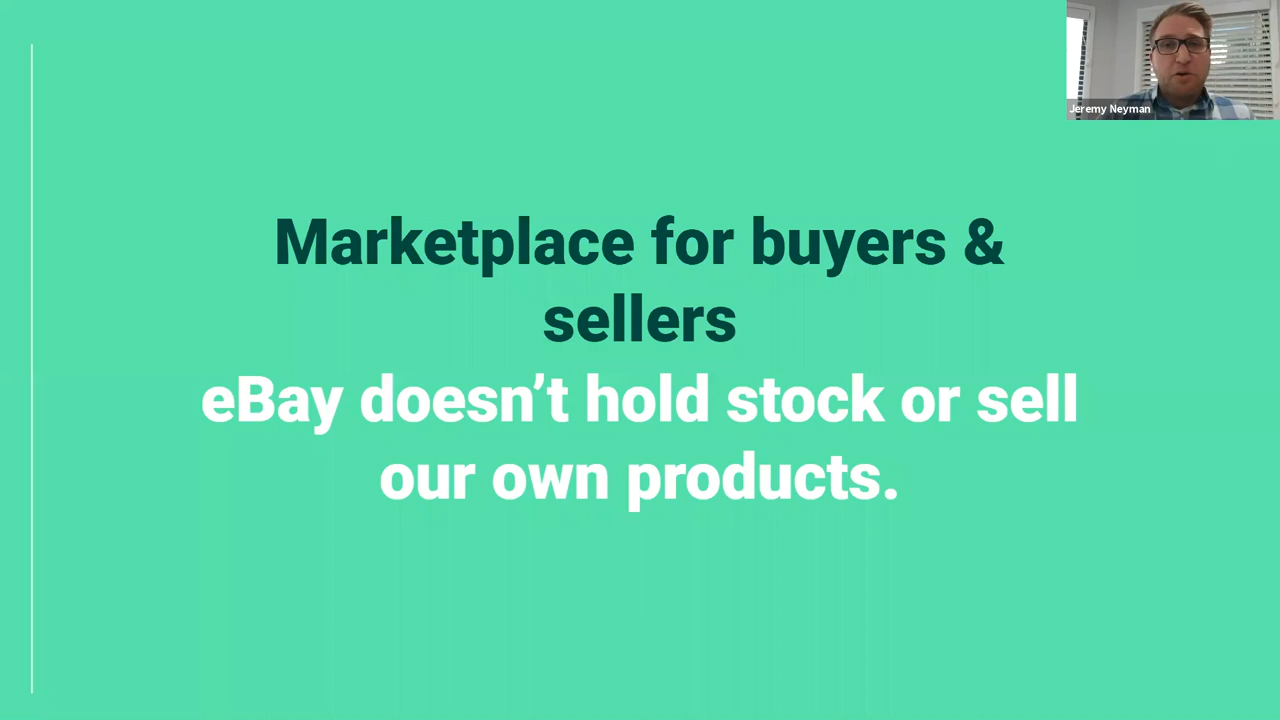 Jeremy Neyman
Marketplace for buyers &
sellers
eBay doesn’t hold stock or sell
our own products.